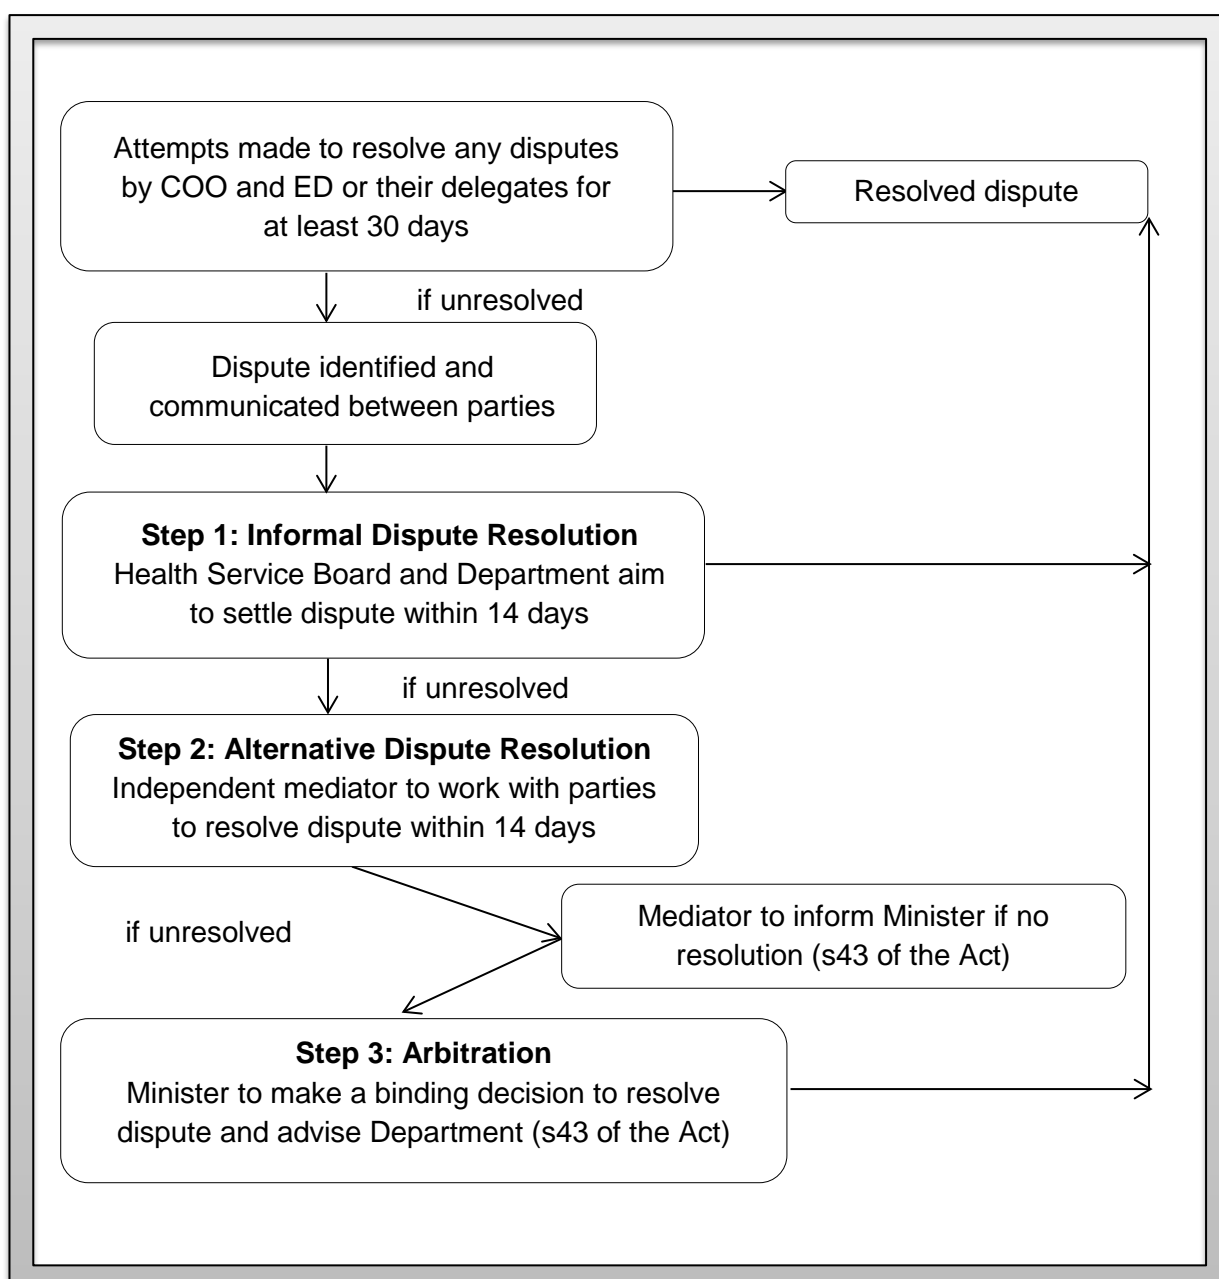 Attempts made to resolve any disputes
by COO and ED or their delegates for
at least 30 days
Resolved dispute
if unresolved
Dispute identified and
communicated between parties
Step 1: Informal Dispute Resolution
Health Service Board and Department aim
to settle dispute within 14 days
if unresolved
Step 2: Alternative Dispute Resolution
Independent mediator to work with parties
to resolve dispute within 14 days
if unresolved
Mediator to inform Minister if no
resolution (s43 of the Act)
Step 3: Arbitration
Minister to make a binding decision to resolve
dispute and advise Department (s43 of the Act)